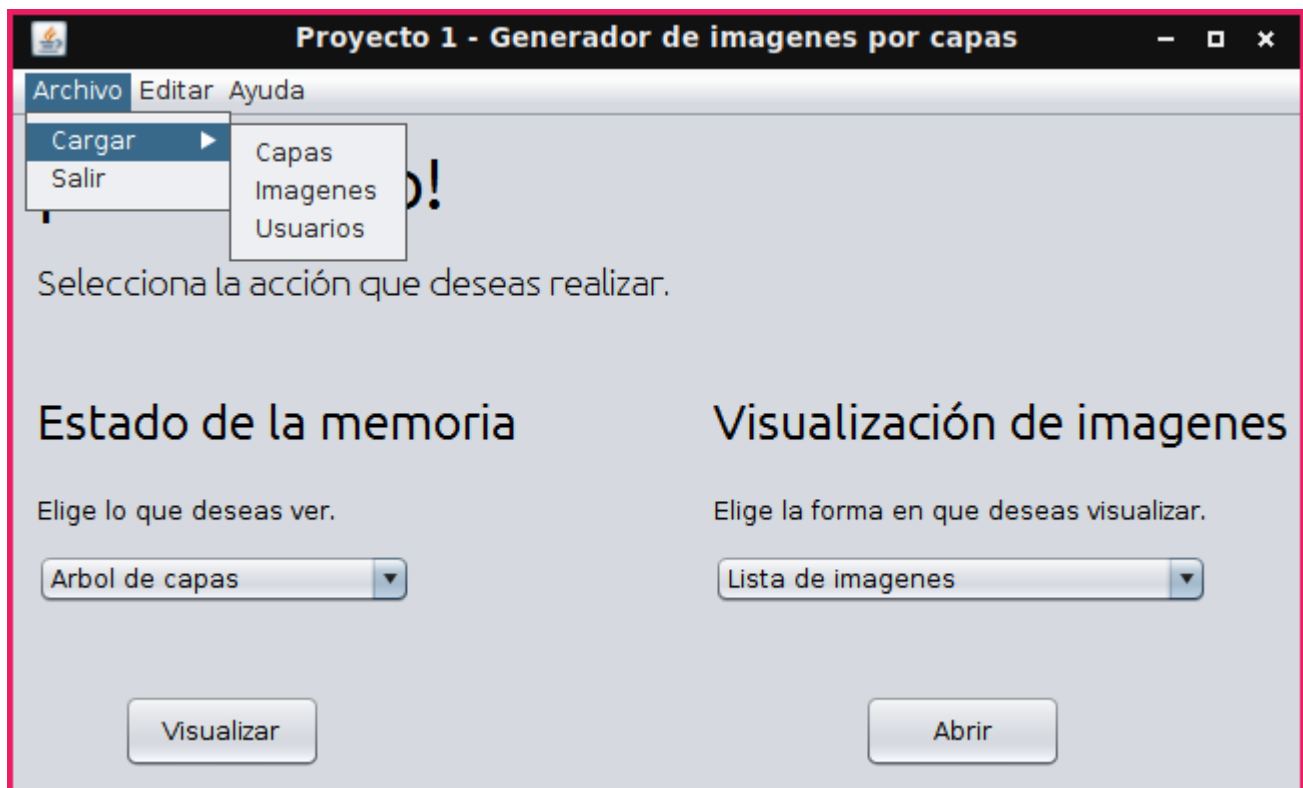 Proyecto 1 - Generador de imagenes por capas
Archivo Editar Ayuda
Cargar
Salir
Capas
Imagenes
Usuarios
Selecciona la acción que deseas realizar.
Estado de la memoria
Elige lo que deseas ver.
Arbol de capas
Visualizar
Visualización de imagenes
Elige la forma en que deseas visualizar.
Lista de imagenes
Abrir